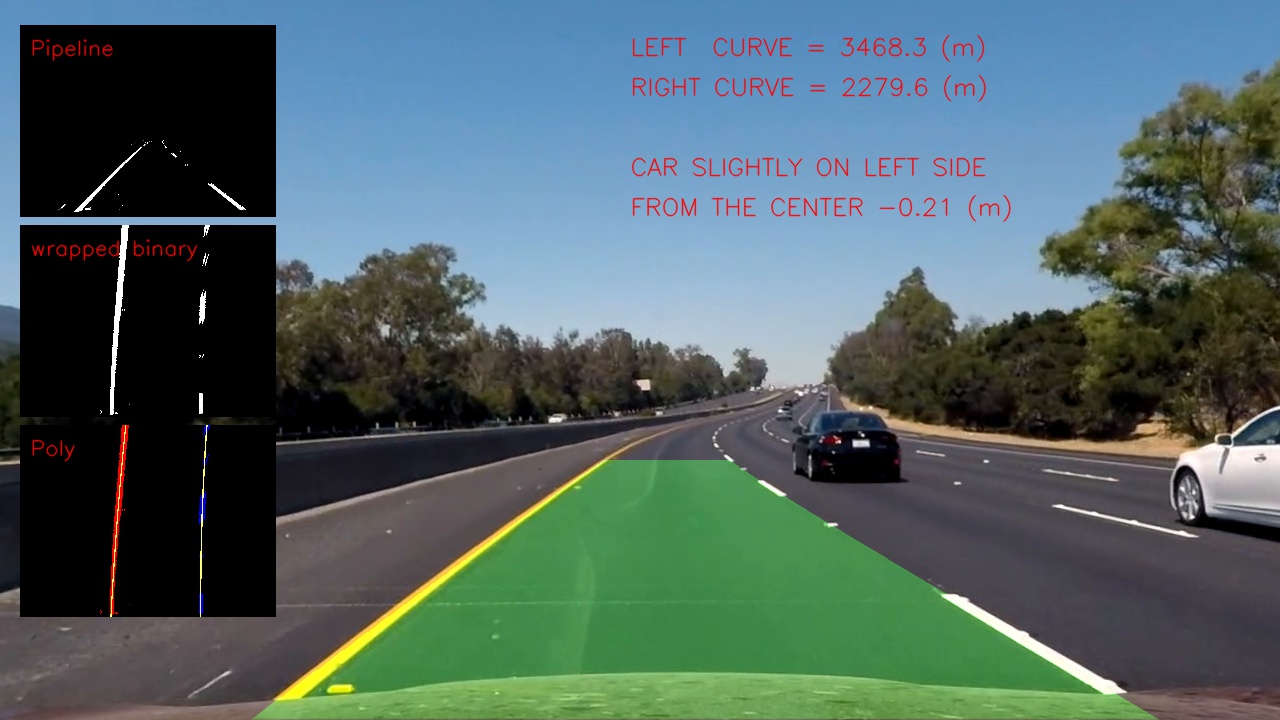 Pipeline
wrapped binary
Poly
LEFT CURVE = 3468.3 (m)
RIGHT CURVE = 2279.6 (m)
CAR SLIGHTLY ON LEFT SIDE
FROM THE CENTER -0.21 (m)